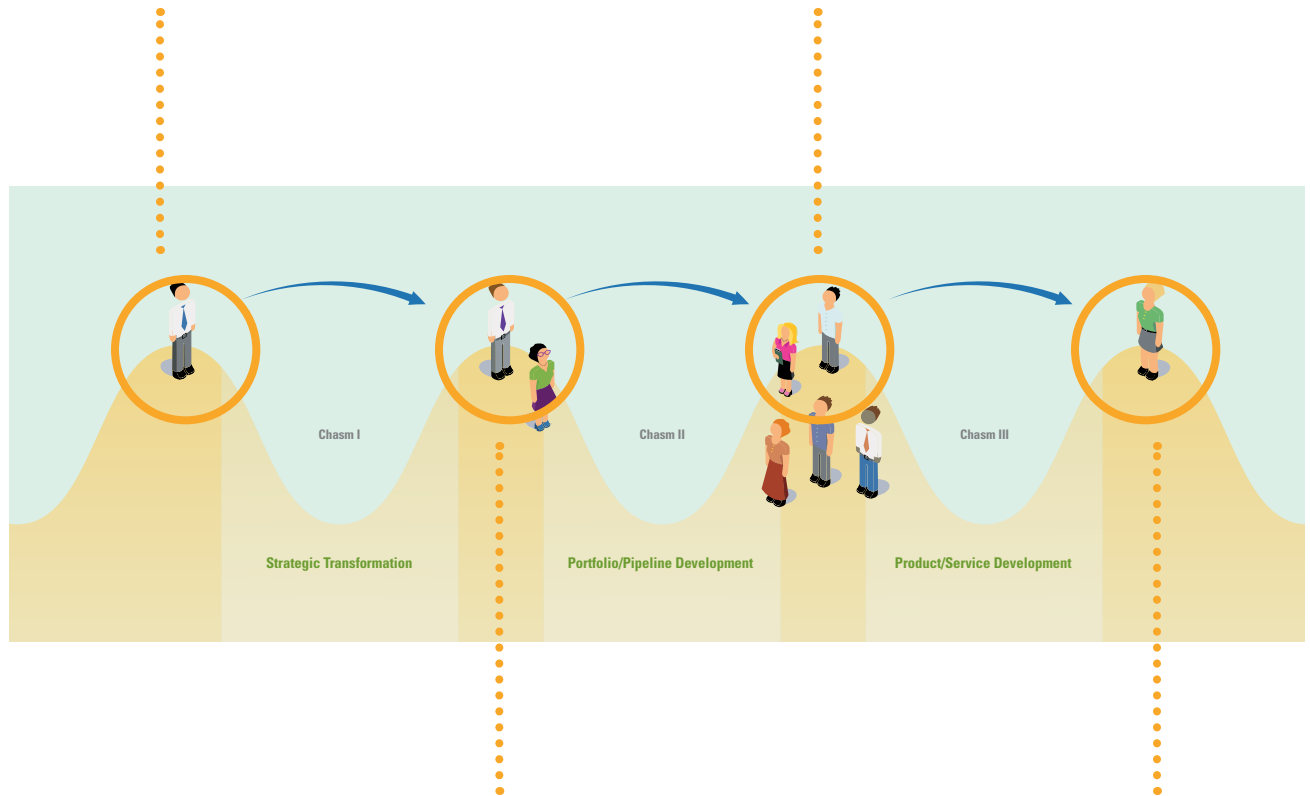 Chasm I
Chasm II
Chasm III
Strategic Transformation
Portfolio/Pipeline Development
Product/Service Development